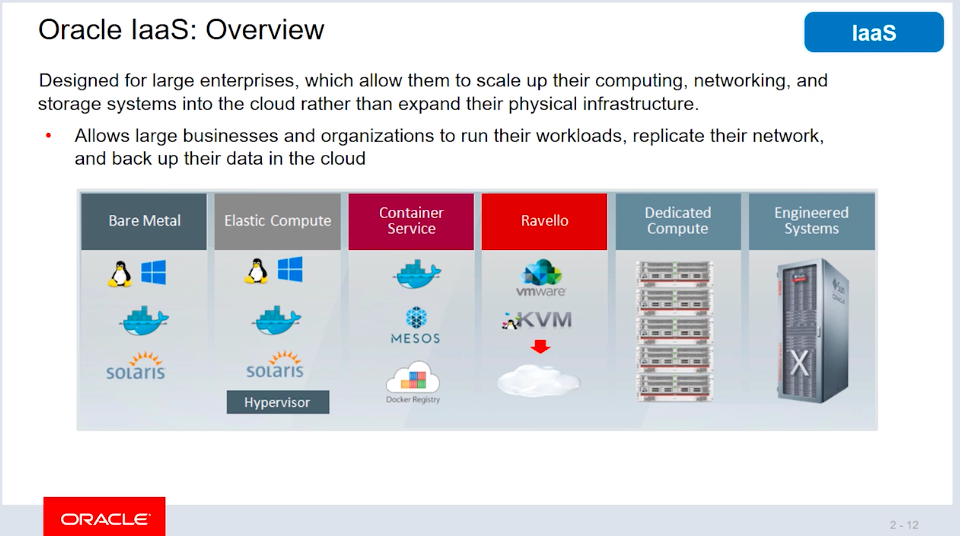 Oracle IaaS: Overview
IaaS
Designed for large enterprises, which allow them to scale up their computing, networking, and
storage systems into the cloud rather than expand their physical infrastructure.
• Allows large businesses and organizations to run their workloads, replicate their network,
and back up their data in the cloud
Bare Metal
Elastic Compute
Container
Service
Ravello
Dedicated
Compute
Engineered
Systems
SOLARIS
SOLARIS
Hypervisor
MESOS
Docker Registry
vmware
KVM
X
ORACLE
2 - 12